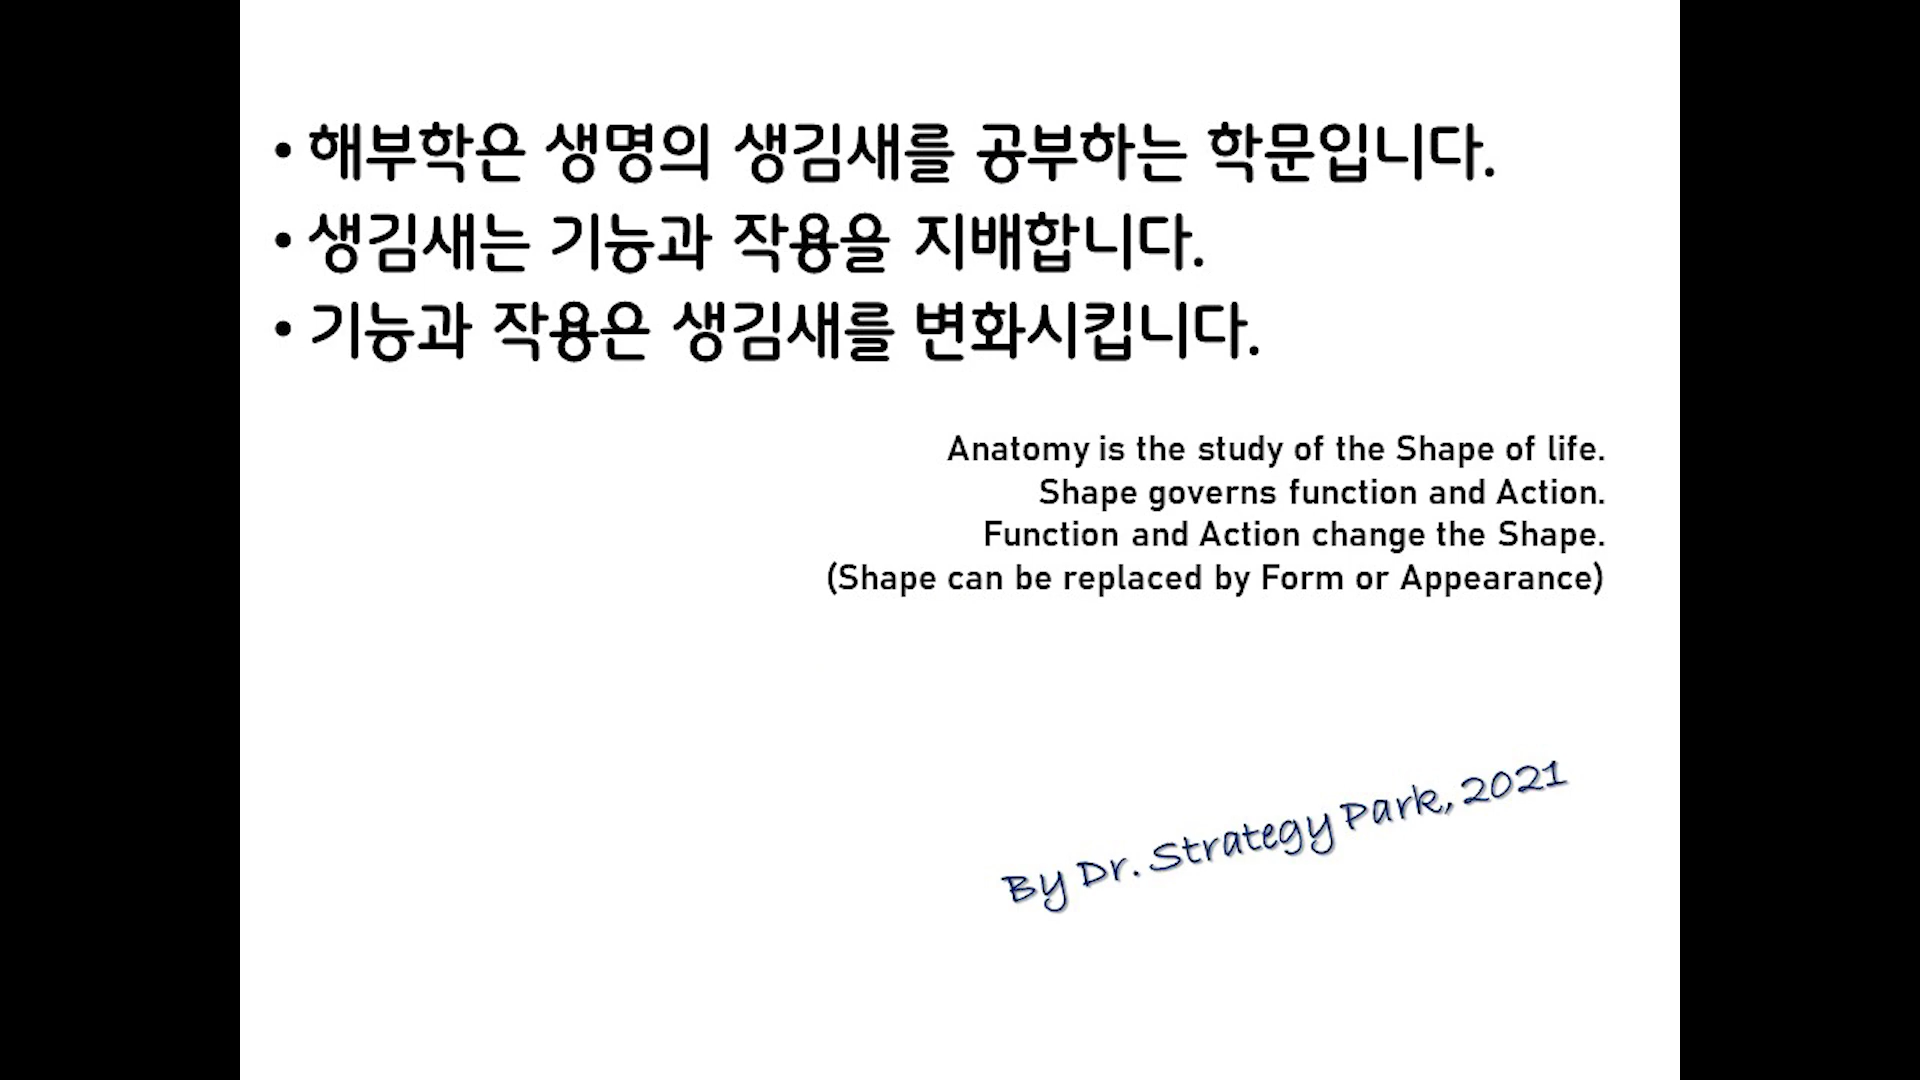 • 해부학은 생명의 생김새를 공부하는 학문입니다.
• 생김새는 기능과 작용을 지배합니다.
• 기능과 작용은 생김새를 변화시킵니다.
Anatomy is the study of the Shape of life.
Shape governs function and Action.
Function and Action change the Shape.
(Shape can be replaced by Form or Appearance)
By Dr. Strategy Park, 2021